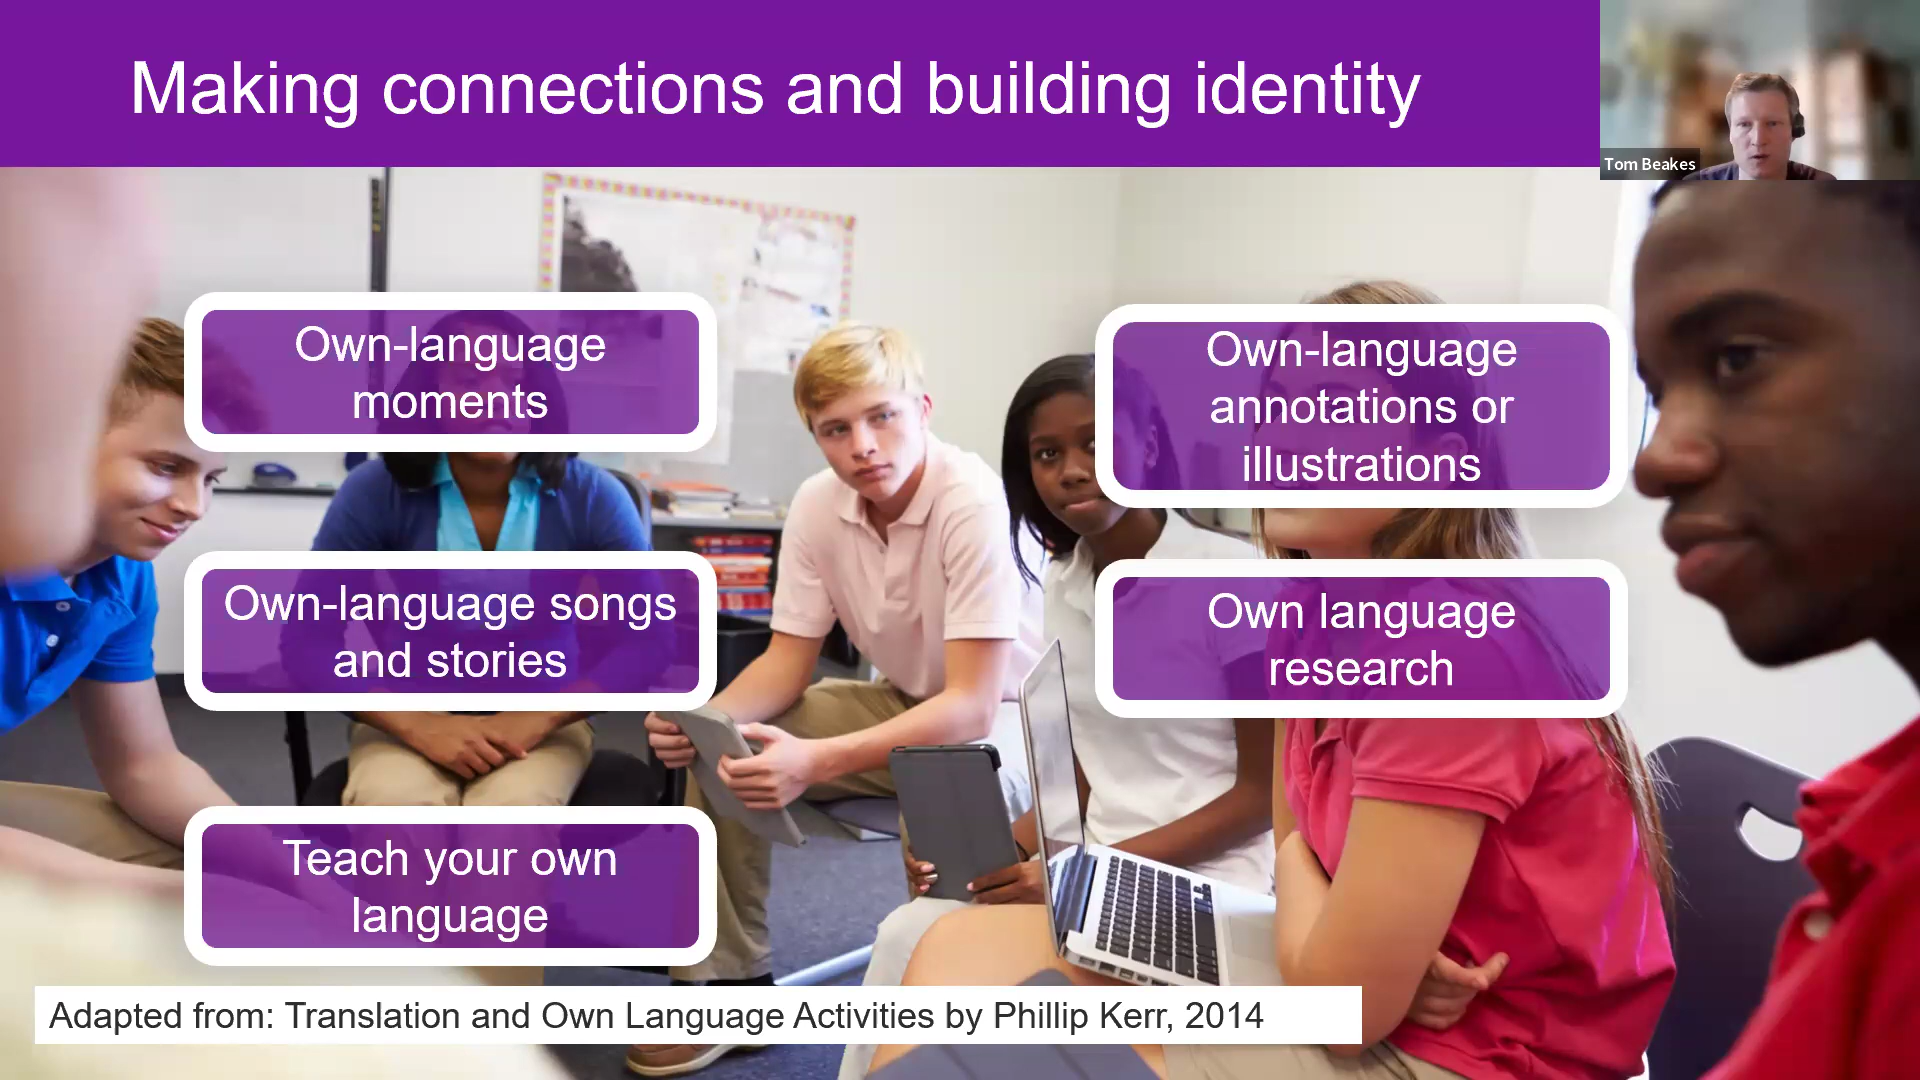 Making connections and building identity
Tom Beakes
Own-language
moments
Own-language
annotations or
illustrations
Own-language songs
and stories
Own language
research
Teach your own
language
Adapted from: Translation and Own Language Activities by Phillip Kerr, 2014